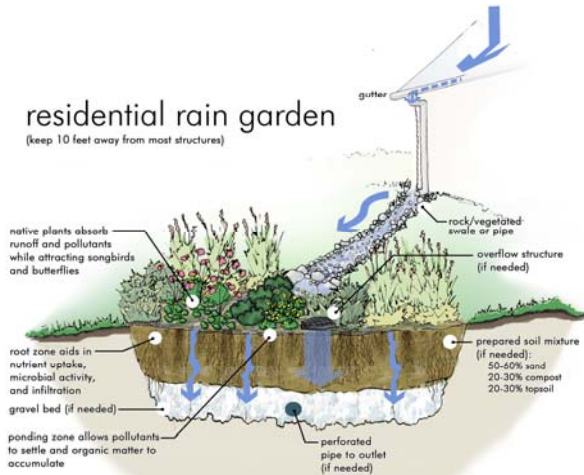 gutter
residential rain garden
(keep 10 feet away from most structures)
rock/vegetated
swale or pipe
native plants absorb
runoff and pollutants
while attracting songbirds
and butterflies
overflow structure
(if needed)
root zone aids in
nutrient uptake,
microbial activity,
and infiltration
prepared soil mixture
(if needed):
50-60% sand
20-30% compost
20-30% topsoil
gravel bed (if needed)
ponding zone allows pollutants
to settle and organic matter to
accumulate
perforated
pipe to outlet
(if needed)